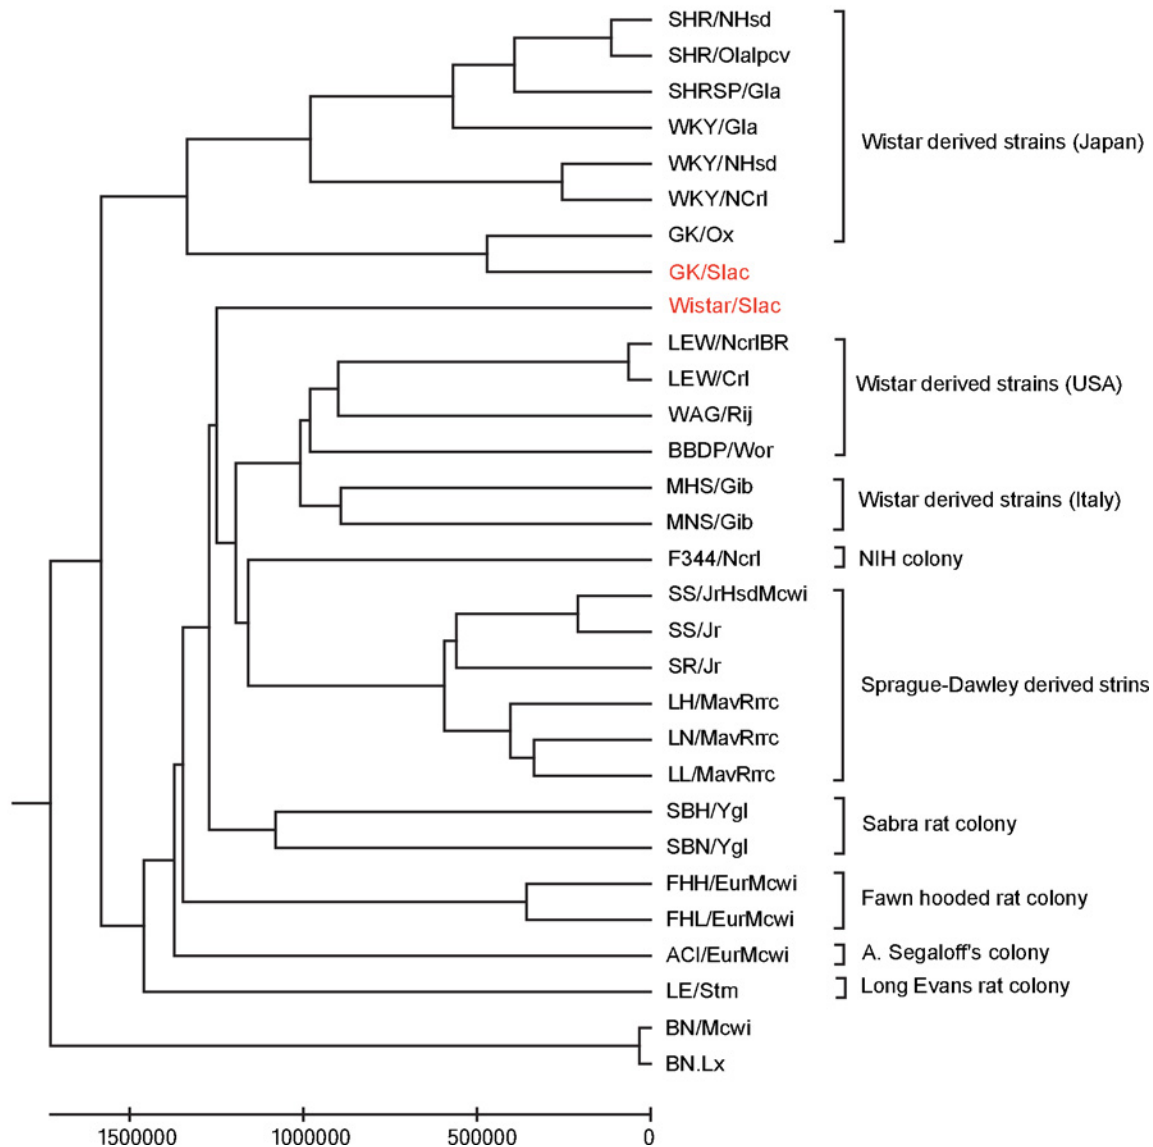 SHR/NHsd
SHR/Olalpcv
SHRSP/Gla
WKY/Gla
Wistar derived strains (Japan)
WKY/NHsd
WKY/NCrl
GK/Ox
GK/Slac
Wistar/Slac
LEW/NcrlBR
LEW/Crl
Wistar derived strains (USA)
WAG/Rij
BBDP/Wor
MHS/Gib
Wistar derived strains (Italy)
MNS/Gib
F344/Ncrl
NIH colony
SS/JrHsdMcwi
SS/Jr
SR/Jr
Sprague-Dawley derived strins
LH/MavRrrc
LN/MavRrrc
LL/MavRrrc
SBH/Ygl
Sabra rat colony
SBN/Ygl
FHH/EurMcwi
Fawn hooded rat colony
FHL/EurMcwi
ACI/EurMcwi
A. Segaloff's colony
LE/Stm
Long Evans rat colony
BN/Mcwi
BN.Lx
1500000 1000000 500000 0